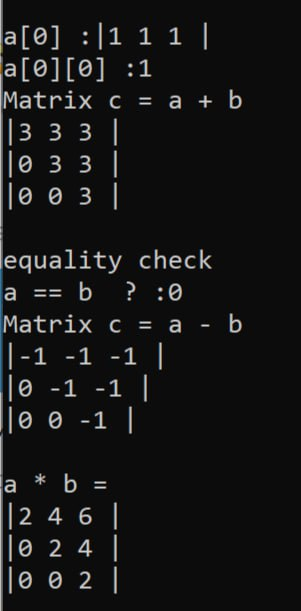 a[0] :|1 1 1 |
a[0][0] :1
Matrix c = a + b
|3 3 3 |
|0 3 3 |
|0 0 3 |
equality check
a == b  ? :0
Matrix c = a - b
|-1 -1 -1 |
|0 -1 -1 |
|0 0 -1 |
a * b =
|2 4 6 |
|0 2 4 |
|0 0 2 |